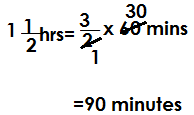 30
1 1/2 hrs= 3/2 x 60 mins
1
=90 minutes